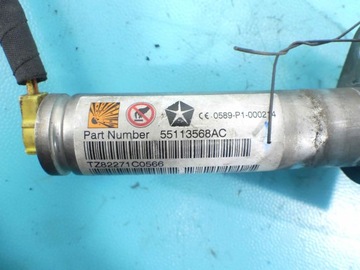 CE 0589-P1-000214
Part Number 55113568AC
TZ82271C0566